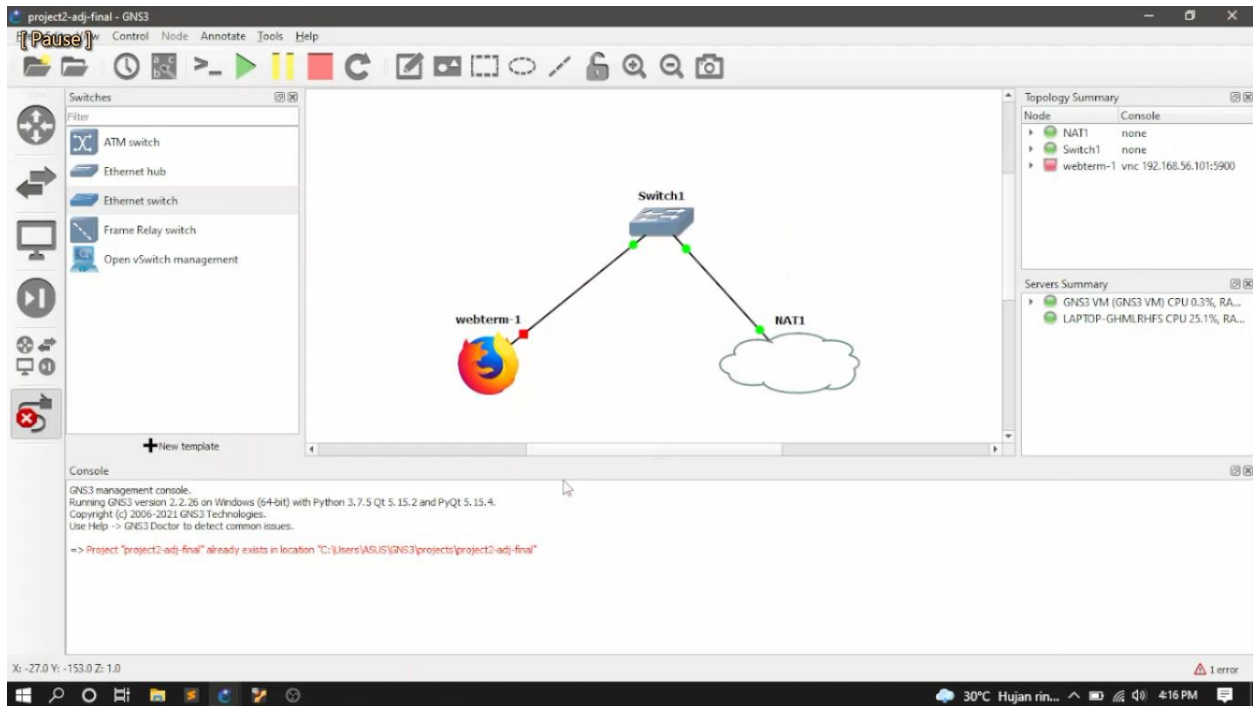 project2-adj-final - GNS3
[ Pause ] Control Node Annotate Tools Help
Switches
Filter
ATM switch
Ethernet hub
Ethernet switch
Frame Relay switch
Open vSwitch management
New template
Switch1
webterm-1
NAT1
Topology Summary
Node Console
NAT1 none
Switch1 none
webterm-1 vnc 192.168.56.101:5900
Servers Summary
GNS3 VM (GNS3 VM) CPU 0.3%, RA...
LAPTOP-GHMLRHFS CPU 25.1%, RA...
Console
GNS3 management console.
Running GNS3 version 2.2.26 on Windows (64-bit) with Python 3.7.5 Qt 5.15.2 and PyQt 5.15.4.
Copyright (c) 2006-2021 GNS3 Technologies.
Use Help -> GNS3 Doctor to detect common issues.
=> Project "project2-adj-final" already exists in location "C:\Users\ASUS\GNS3\projects\project2-adj-final"
X: -27.0 Y: -153.0 Z: 1.0
1 error
30°C Hujan rin... 4:16 PM